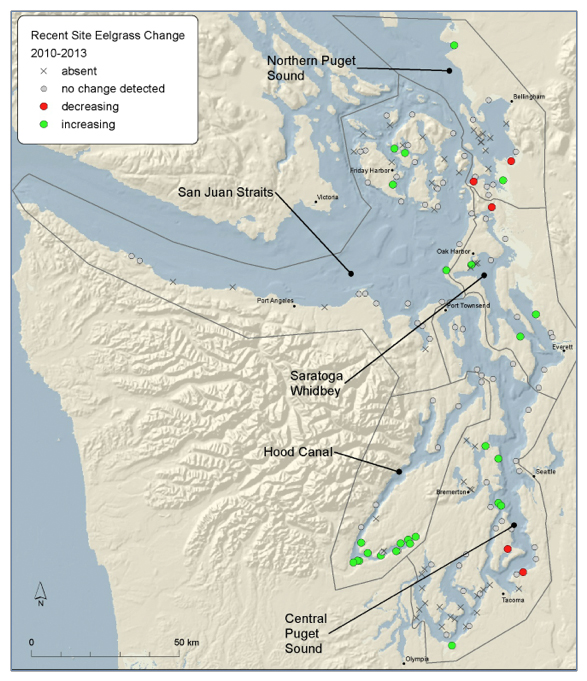 Recent Site Eelgrass Change
2010-2013
absent
no change detected
decreasing
increasing
Northern Puget
Sound
Bellingham
Friday Harbor
San Juan Straits
Victoria
Oak Harbor
Port Angeles
Port Townsend
Everett
Saratoga
Whidbey
Hood Canal
Seattle
Bremerton
Central
Puget
Sound
Tacoma
Olympia
N
0
50 km